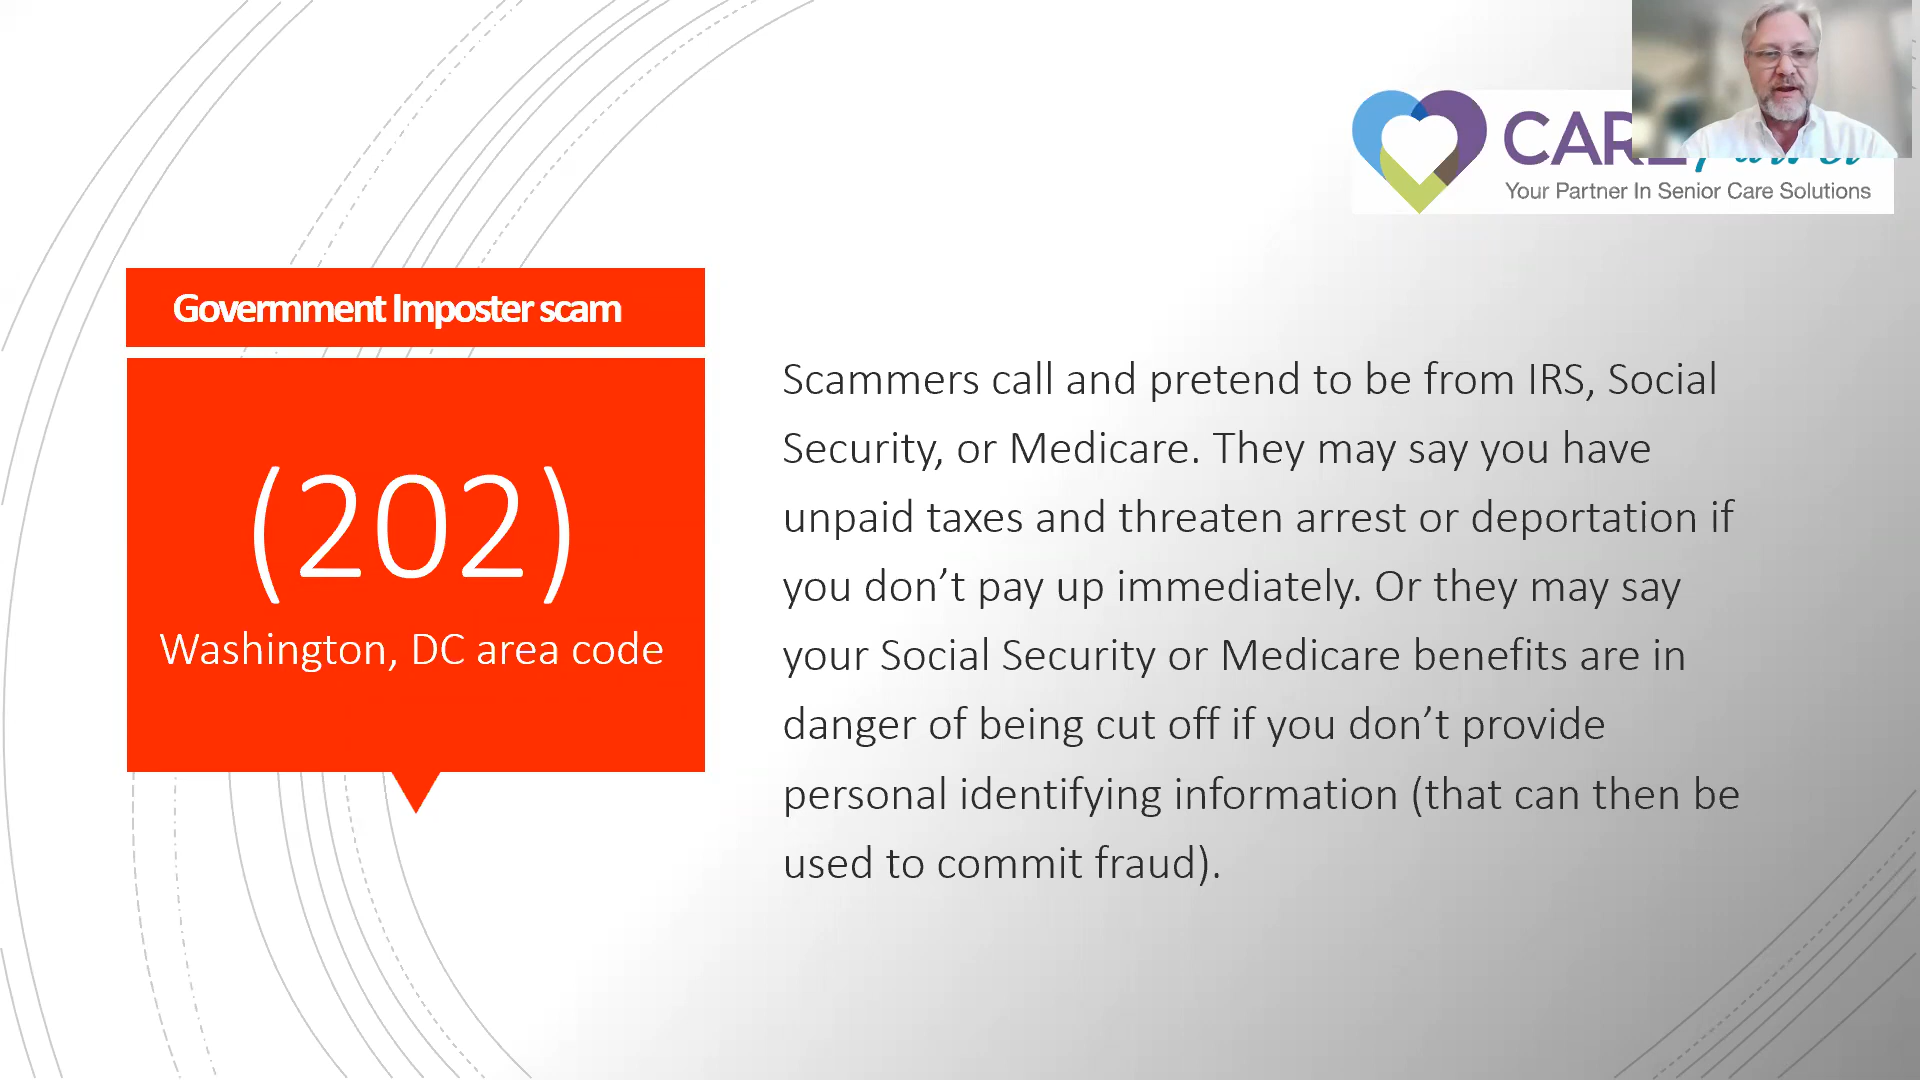 Your Partner In Senior Care Solutions
Govermment Imposter scam
(202)
Washington, DC area code
Scammers call and pretend to be from IRS, Social
Security, or Medicare. They may say you have
unpaid taxes and threaten arrest or deportation if
you don’t pay up immediately. Or they may say
your Social Security or Medicare benefits are in
danger of being cut off if you don’t provide
personal identifying information (that can then be
used to commit fraud).